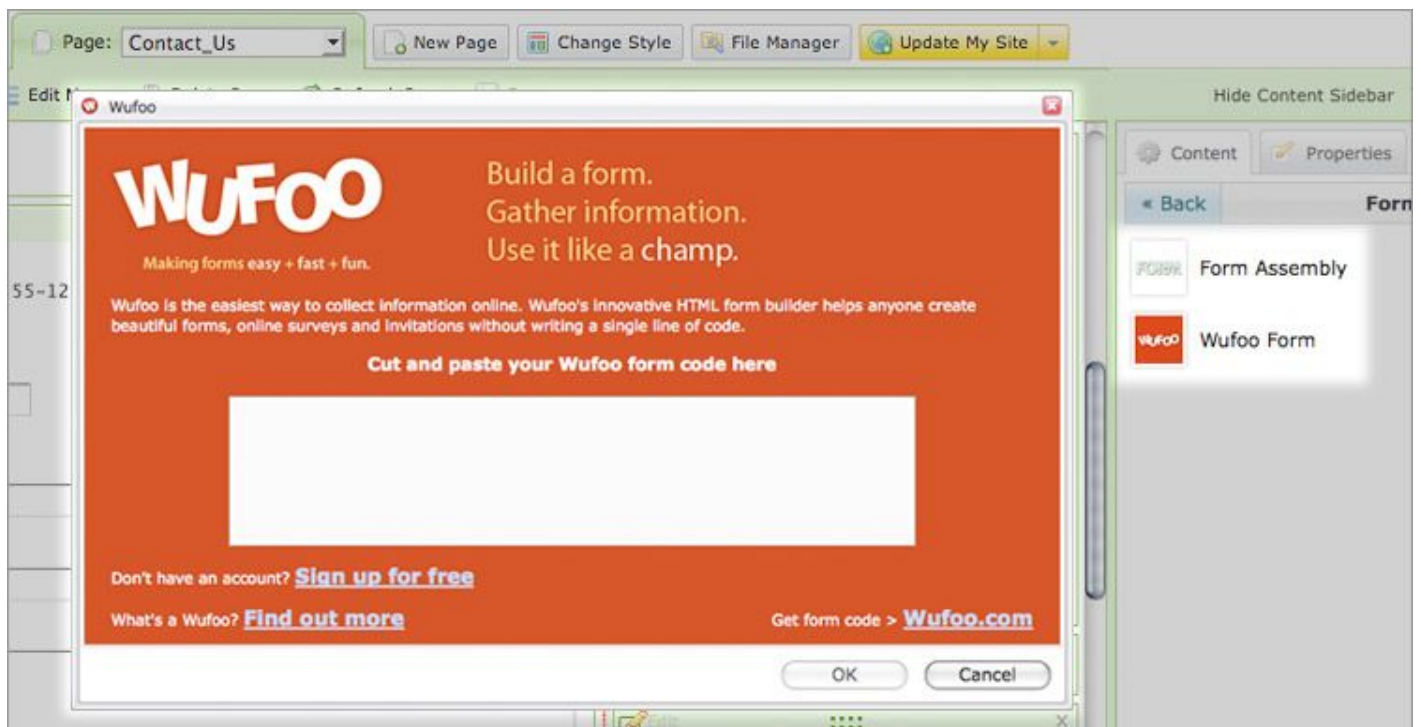 Page: Contact_Us New Page Change Style File Manager Update My Site
Edit Hide Content Sidebar
Wufoo
Content Properties
WUFOO
Build a form.
Gather information.
Use it like a champ.
Making forms easy + fast + fun.
« Back Form
Form Assembly
55-12
Wufoo is the easiest way to collect information online. Wufoo's innovative HTML form builder helps anyone create
beautiful forms, online surveys and invitations without writing a single line of code.
WUFOO Wufoo Form
Cut and paste your Wufoo form code here
Don't have an account? Sign up for free
What's a Wufoo? Find out more
Get form code > Wufoo.com
OK Cancel
Edit X